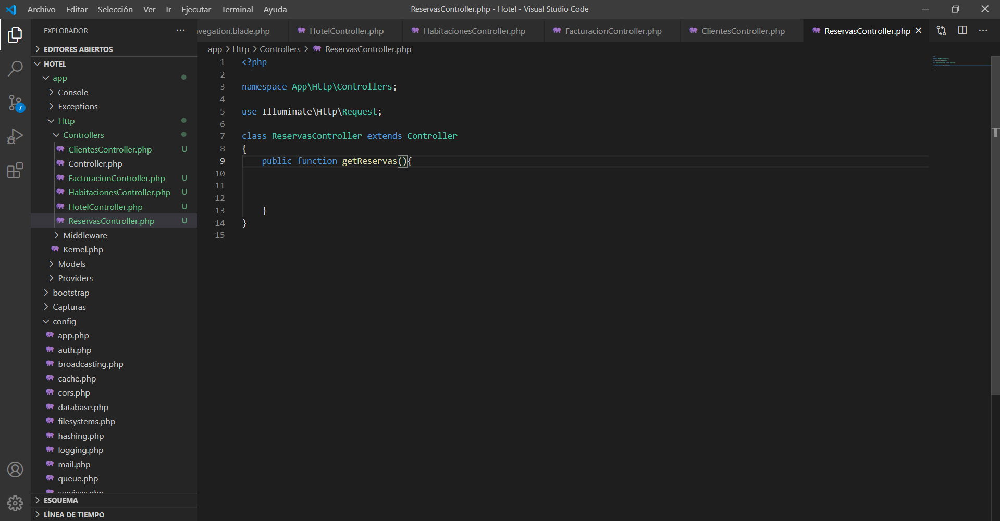 Archivo Editar Selección Ver Ir Ejecutar Terminal Ayuda
ReservasController.php - Hotel - Visual Studio Code
EXPLORADOR
EDITORES ABIERTOS
HOTEL
app
Console
Exceptions
Http
Controllers
ClientesController.php U
Controller.php
FacturacionController.php U
HabitacionesController.php U
HotelController.php U
ReservasController.php U
Middleware
Kernel.php
Models
Providers
bootstrap
Capturas
config
app.php
auth.php
broadcasting.php
cache.php
cors.php
database.php
filesystems.php
hashing.php
logging.php
mail.php
queue.php
services.php
ESQUEMA
LÍNEA DE TIEMPO
7
vegation.blade.php HotelController.php HabitacionesController.php FacturacionController.php ClientesController.php ReservasController.php
app > Http > Controllers > ReservasController.php
1 <?php
2
3 namespace App\Http\Controllers;
4
5 use Illuminate\Http\Request;
6
7 class ReservasController extends Controller
8 {
9 public function getReservas(){
10
11
12
13 }
14 }
15